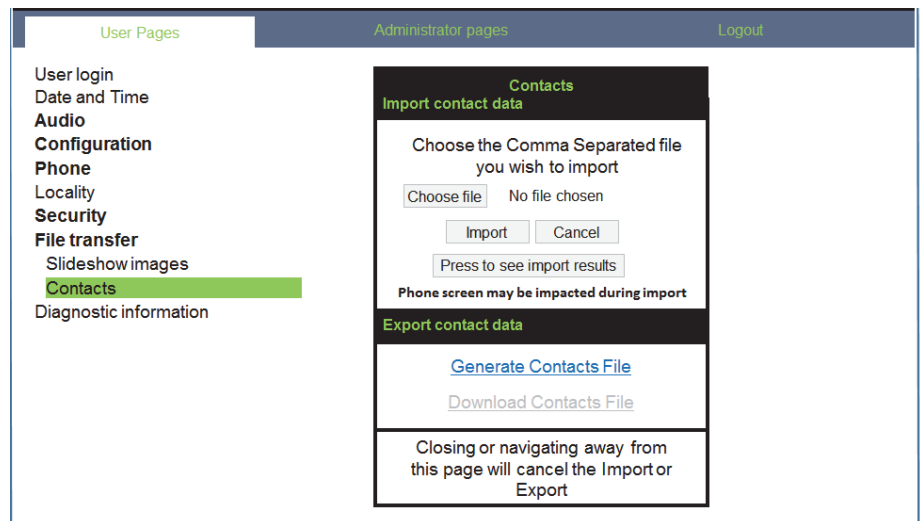 User Pages
Administrator pages
Logout
User login
Date and Time
Audio
Configuration
Phone
Locality
Security
File transfer
Slideshow images
Contacts
Diagnostic information
Contacts
Import contact data
Choose the Comma Separated file
you wish to import
Choose file No file chosen
Import Cancel
Press to see import results
Phone screen may be impacted during import
Export contact data
Generate Contacts File
Download Contacts File
Closing or navigating away from
this page will cancel the Import or
Export